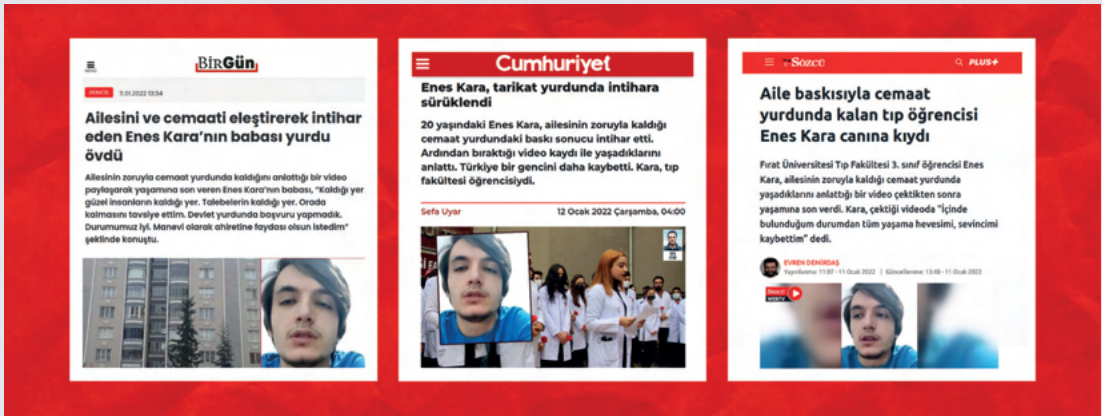 BirGün
GÜNCEL 11.01.2022 13:54
Ailesini ve cemaati eleştirerek intihar
eden Enes Kara’nın babası yurdu
övdü
Ailesinin zoruyla cemaat yurdunda kaldığını anlattığı bir video
paylaşarak yaşamına son veren Enes Kara’nın babası, “Kaldığı yer
güzel insanların kaldığı yer. Talebelerin kaldığı yer. Orada
kalmasını tavsiye ettim. Devlet yurdunda başvuru yapmadık.
Durumumuz iyi. Manevi olarak ahiretine faydası olsun istedim”
şeklinde konuştu.
Cumhuriyet
Enes Kara, tarikat yurdunda intihara
sürüklendi
20 yaşındaki Enes Kara, ailesinin zoruyla kaldığı
cemaat yurdundaki baskı sonucu intihar etti.
Ardından bıraktığı video kaydı ile yaşadıklarını
anlattı. Türkiye bir gencini daha kaybetti. Kara, tıp
fakültesi öğrencisiydi.
Sefa Uyar 12 Ocak 2022 Çarşamba, 04:00
Sözcü PLUS+
Aile baskısıyla cemaat
yurdunda kalan tıp öğrencisi
Enes Kara canına kıydı
Fırat Üniversitesi Tıp Fakültesi 3. sınıf öğrencisi Enes
Kara, ailesinin zoruyla kaldığı cemaat yurdunda
yaşadıklarını anlattığı bir video çektikten sonra
yaşamına son verdi. Kara, çektiği videoda “İçinde
bulunduğum durumdan tüm yaşama hevesimi, sevincimi
kaybettim” dedi.
EVREN DEMİRDAŞ
Yayınlanma: 11:07 - 11 Ocak 2022 | Güncellenme: 13:48 - 11 Ocak 2022
SÖZCÜ
WEBTV